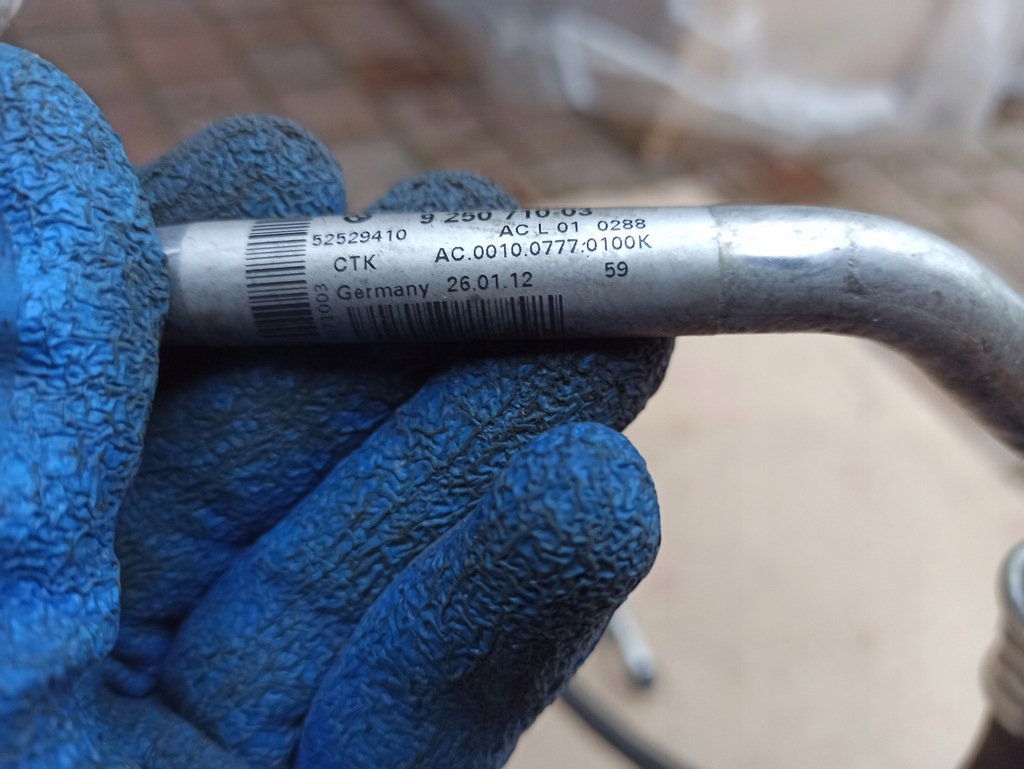 9 250 710-03
52529410 AC L 01 0288
CTK AC.0010.0777.0100K
Germany 26.01.12 59